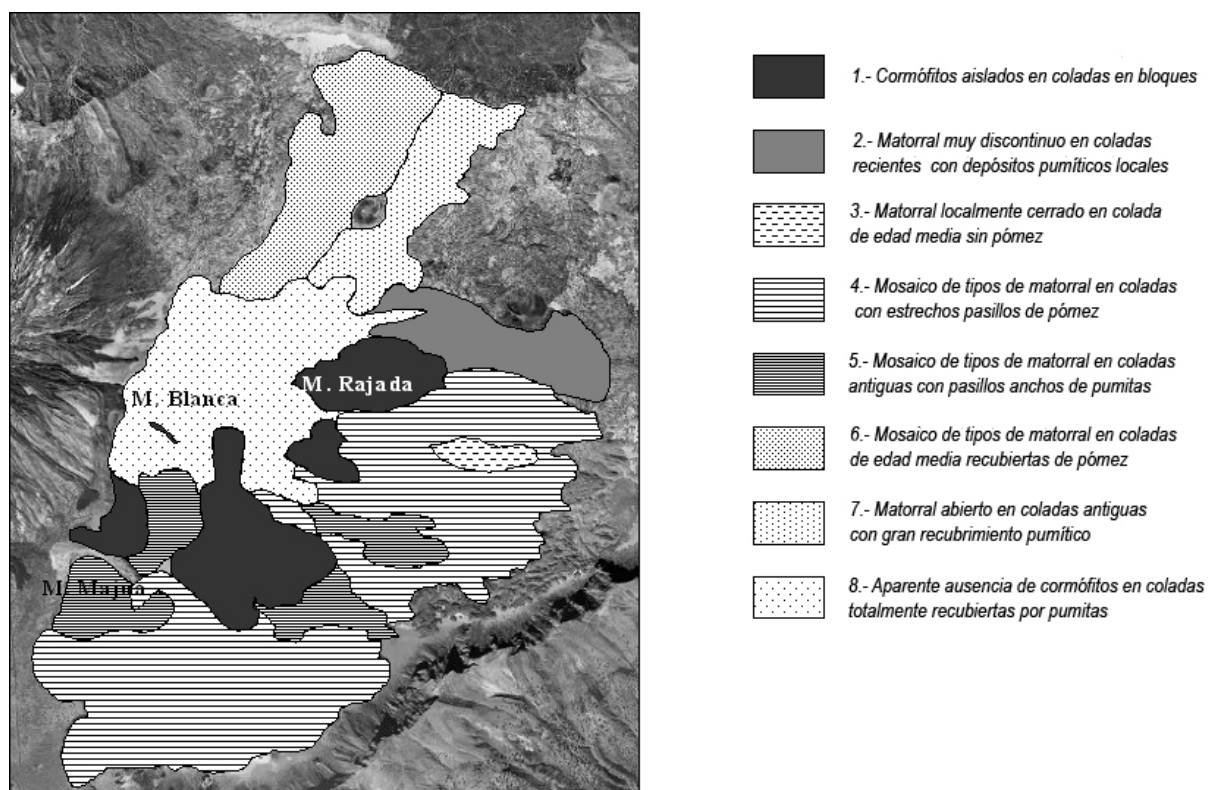 M. Rajada
M. Blanca
M. Majúa
1.- Cormófitos aislados en coladas en bloques
2.- Matorral muy discontinuo en coladas
recientes con depósitos pumíticos locales
3.- Matorral localmente cerrado en colada
de edad media sin pómez
4.- Mosaico de tipos de matorral en coladas
con estrechos pasillos de pómez
5.- Mosaico de tipos de matorral en coladas
antiguas con pasillos anchos de pumitas
6.- Mosaico de tipos de matorral en coladas
de edad media recubiertas de pómez
7.- Matorral abierto en coladas antiguas
con gran recubrimiento pumítico
8.- Aparente ausencia de cormófitos en coladas
totalmente recubiertas por pumitas